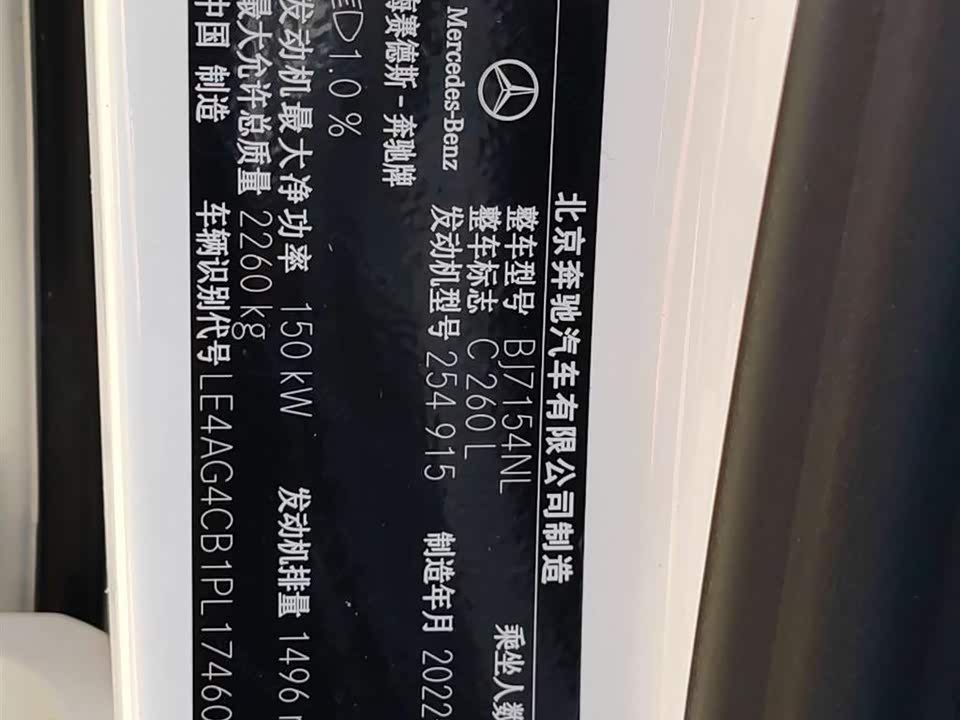 北京奔驰汽车有限公司制造
Mercedes-Benz
梅赛德斯-奔驰牌
整车型号 BJ7154NL 乘坐人数
整车标志 C 260 L
发动机型号 254 915 制造年月 2022
1.0 %
发动机最大净功率 150 kW 发动机排量 1496 m
最大允许总质量 2260 kg
中国 制造 车辆识别代号 LE4AG4CB1PL17460